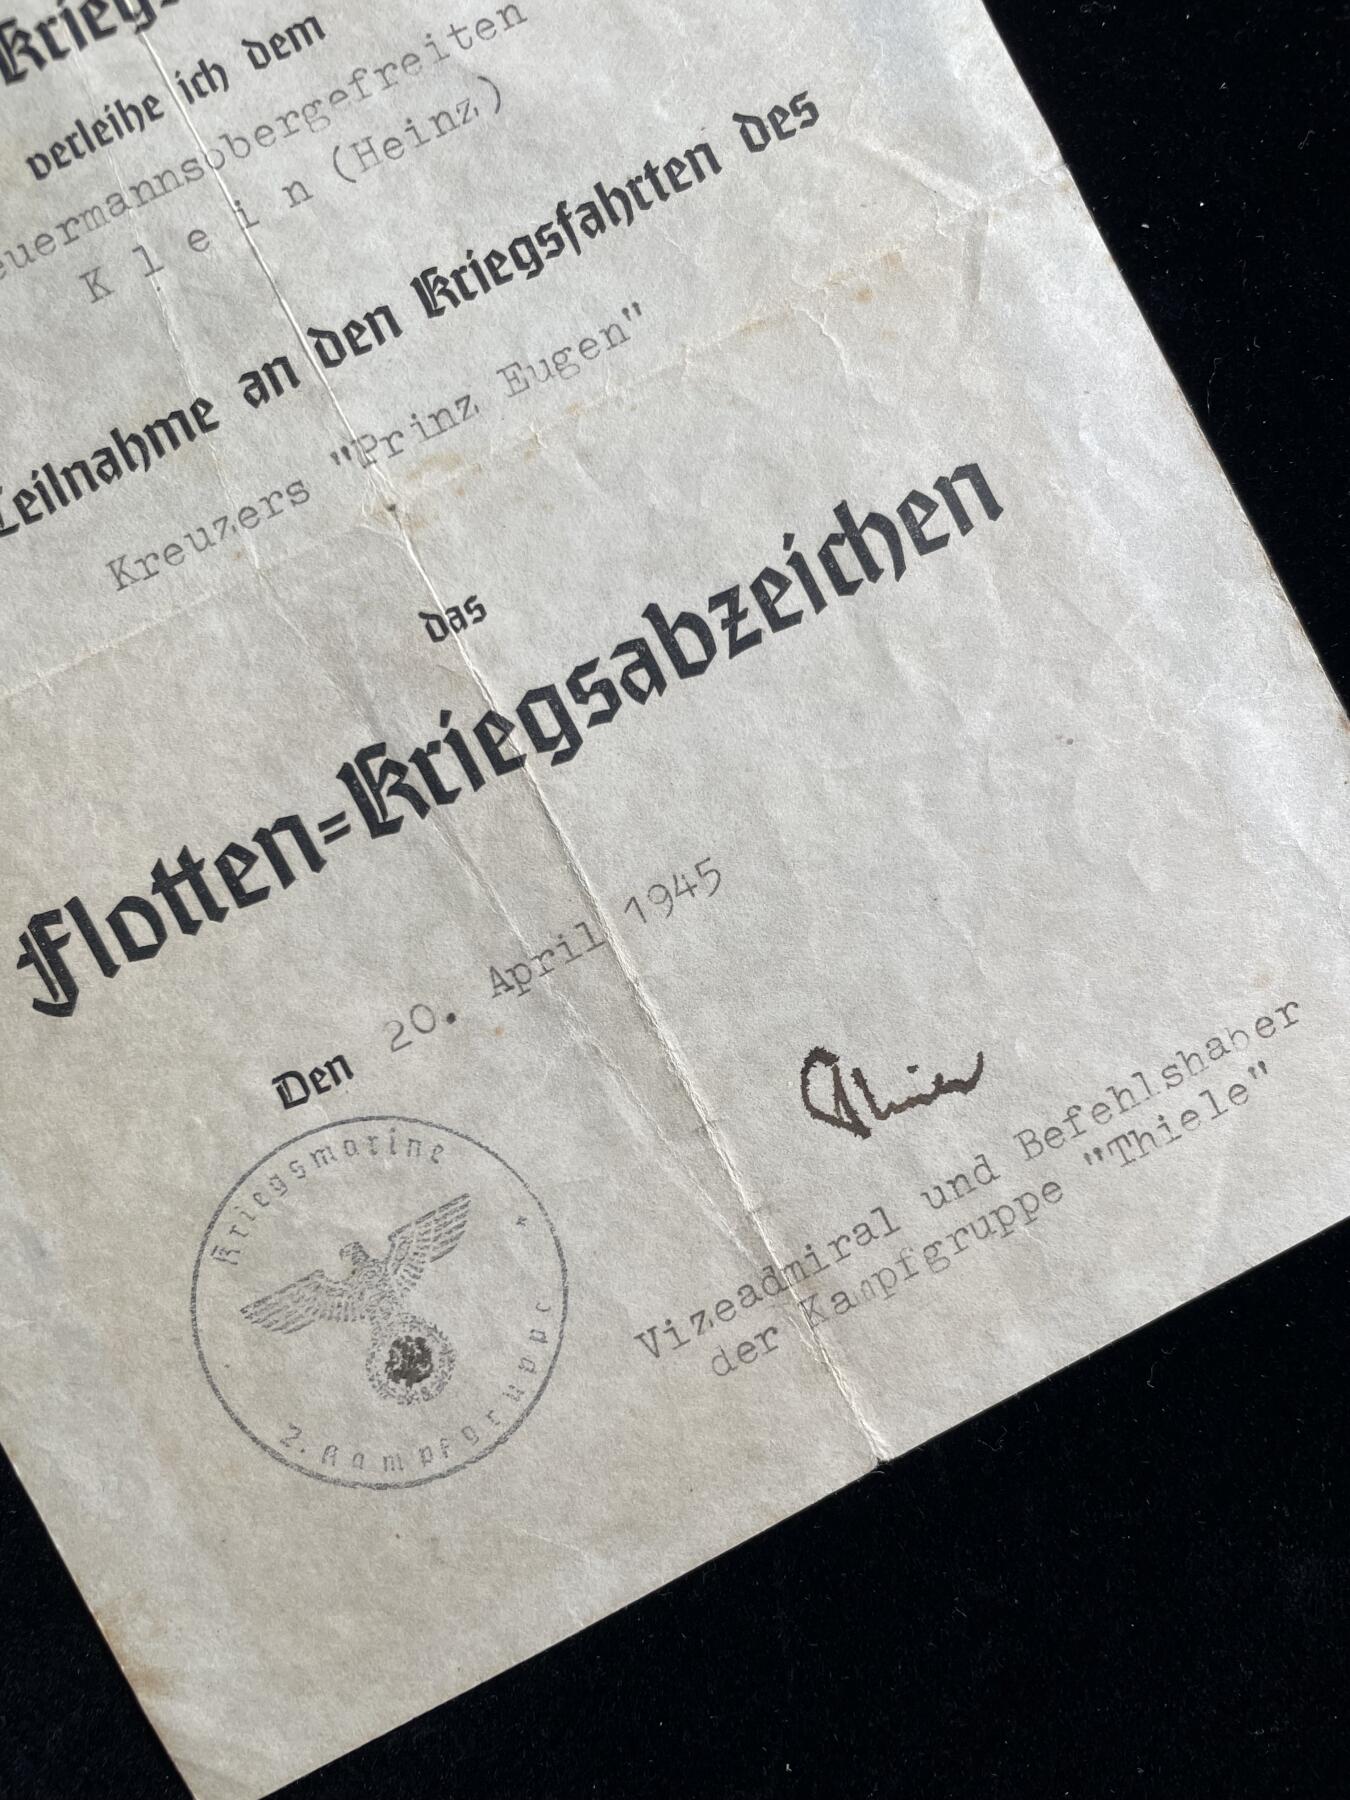 verleihe ich dem
K l e i n (Heinz)
Teilnahme an den Kriegsfahrten des
Kreuzers "Prinz Eugen"
das
Flotten=Kriegsabzeichen
Den 20. April 1945
Vizeadmiral und Befehlshaber
der Kampfgruppe "Thiele"
Kriegsmarine
2. Kampfgruppe